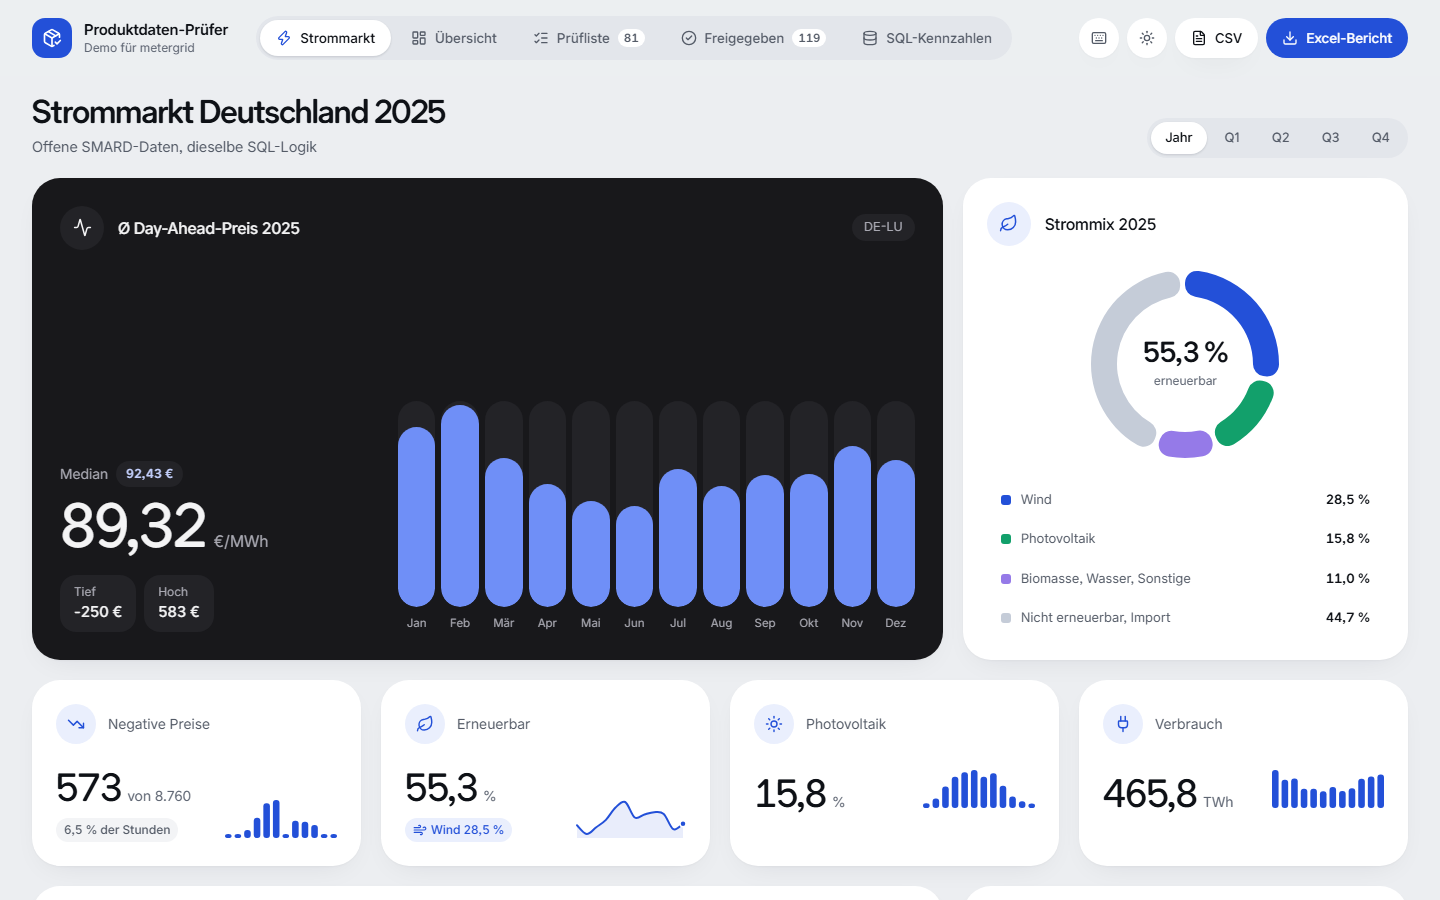 Produktdaten-Prüfer
Demo für metergrid
Strommarkt
Übersicht
Prüfliste 81
Freigegeben 119
SQL-Kennzahlen
CSV
Excel-Bericht
Strommarkt Deutschland 2025
Offene SMARD-Daten, dieselbe SQL-Logik
Jahr Q1 Q2 Q3 Q4
Ø Day-Ahead-Preis 2025
DE-LU
Median 92,43 €
89,32 €/MWh
Tief
-250 €
Hoch
583 €
Jan Feb Mär Apr Mai Jun Jul Aug Sep Okt Nov Dez
Strommix 2025
55,3 %
erneuerbar
Wind 28,5 %
Photovoltaik 15,8 %
Biomasse, Wasser, Sonstige 11,0 %
Nicht erneuerbar, Import 44,7 %
Negative Preise
573 von 8.760
6,5 % der Stunden
Erneuerbar
55,3 %
Wind 28,5 %
Photovoltaik
15,8 %
Verbrauch
465,8 TWh